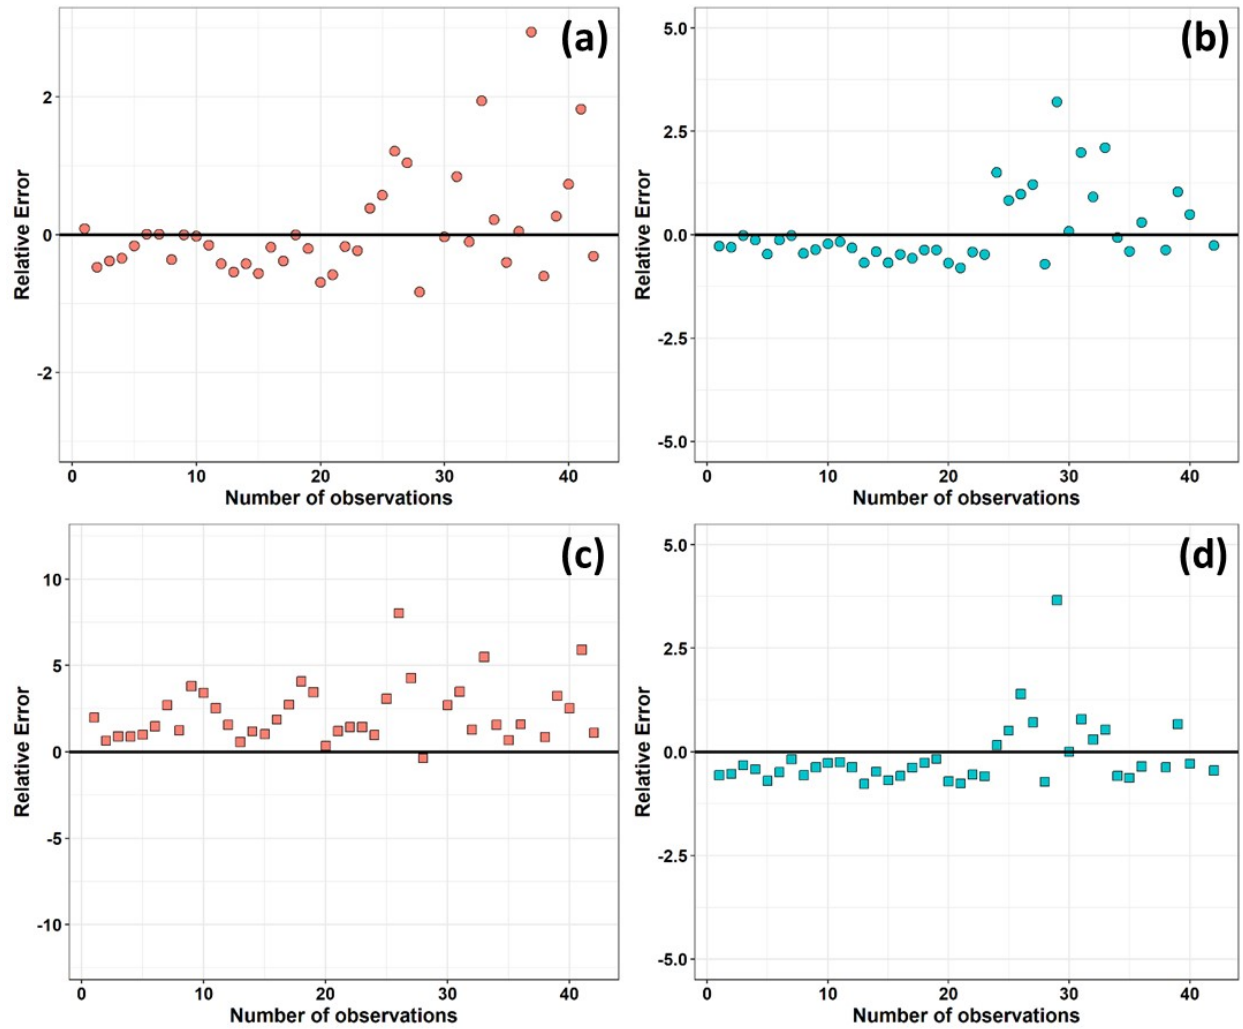 (a)
2
0
-2
Relative Error
0 10 20 30 40
Number of observations
(b)
5.0
2.5
0.0
-2.5
-5.0
Relative Error
0 10 20 30 40
Number of observations
(c)
10
5
0
-5
-10
Relative Error
0 10 20 30 40
Number of observations
(d)
5.0
2.5
0.0
-2.5
-5.0
Relative Error
0 10 20 30 40
Number of observations